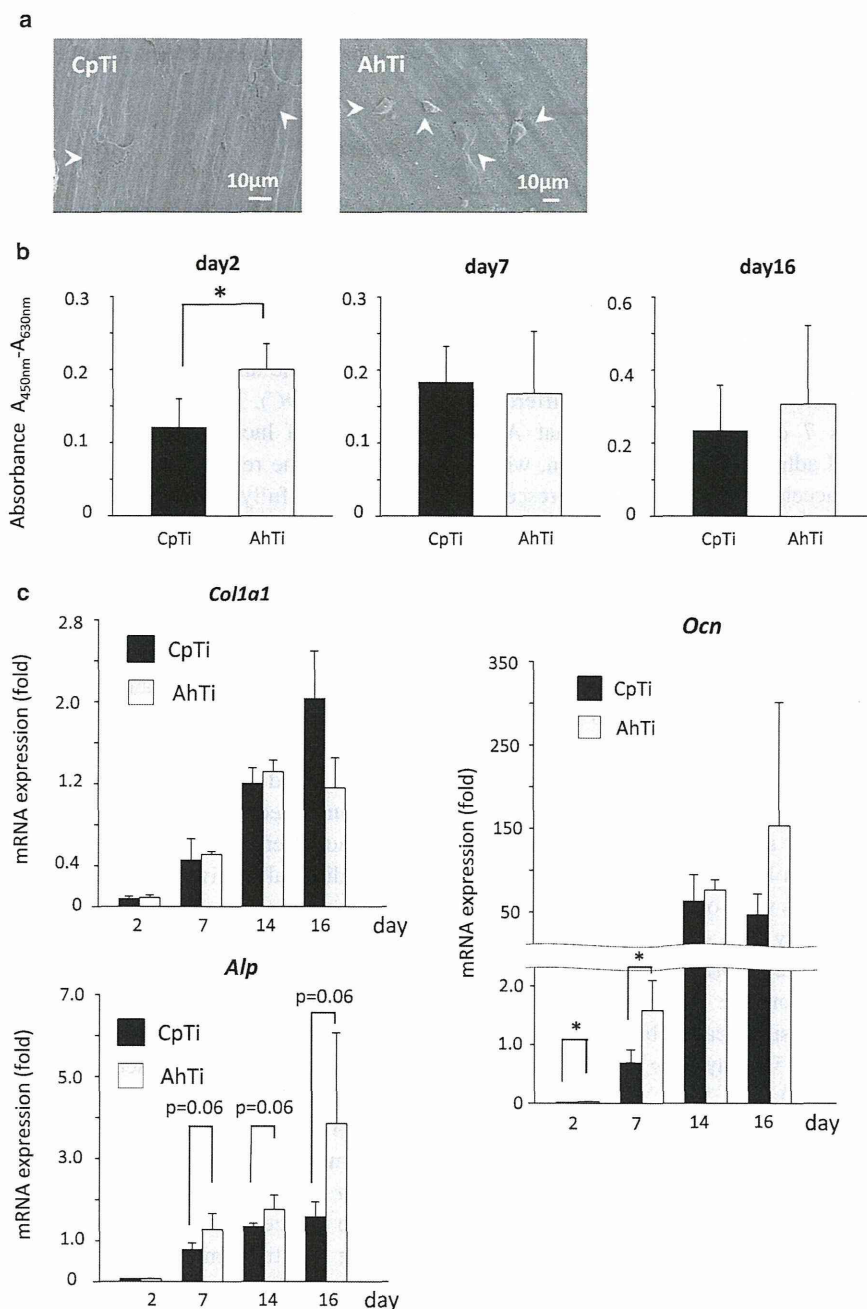 a
CpTi
10µm
AhTi
10µm
b
day2
day7
day16
Absorbance A450nm-A630nm
0.3
0.2
0.1
0
*
CpTi
AhTi
0.3
0.2
0.1
0
CpTi
AhTi
0.6
0.4
0.2
0
CpTi
AhTi
c
Col1a1
mRNA expression (fold)
2.8
2.0
1.2
0.4
0
CpTi
AhTi
2
7
14
16
day
Ocn
mRNA expression (fold)
350
250
150
50
2.0
1.0
0
CpTi
AhTi
*
*
2
7
14
16
day
Alp
mRNA expression (fold)
7.0
5.0
3.0
1.0
0
CpTi
AhTi
p=0.06
p=0.06
p=0.06
2
7
14
16
day